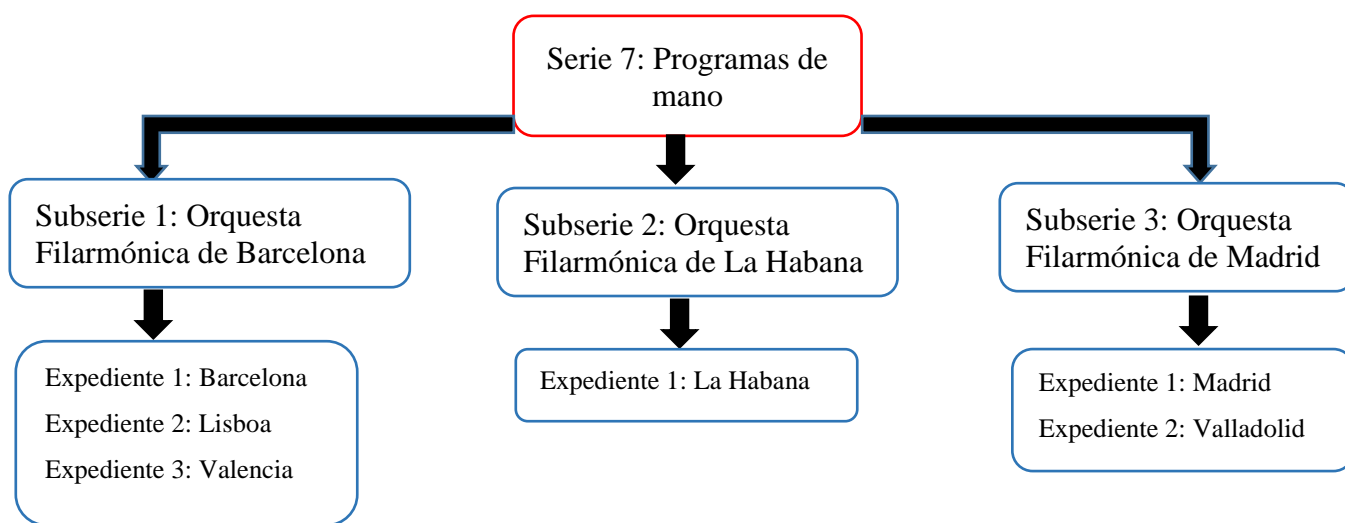 Serie 7: Programas de
mano
Subserie 1: Orquesta
Filarmónica de Barcelona
Subserie 2: Orquesta
Filarmónica de La Habana
Subserie 3: Orquesta
Filarmónica de Madrid
Expediente 1: Barcelona
Expediente 2: Lisboa
Expediente 3: Valencia
Expediente 1: La Habana
Expediente 1: Madrid
Expediente 2: Valladolid